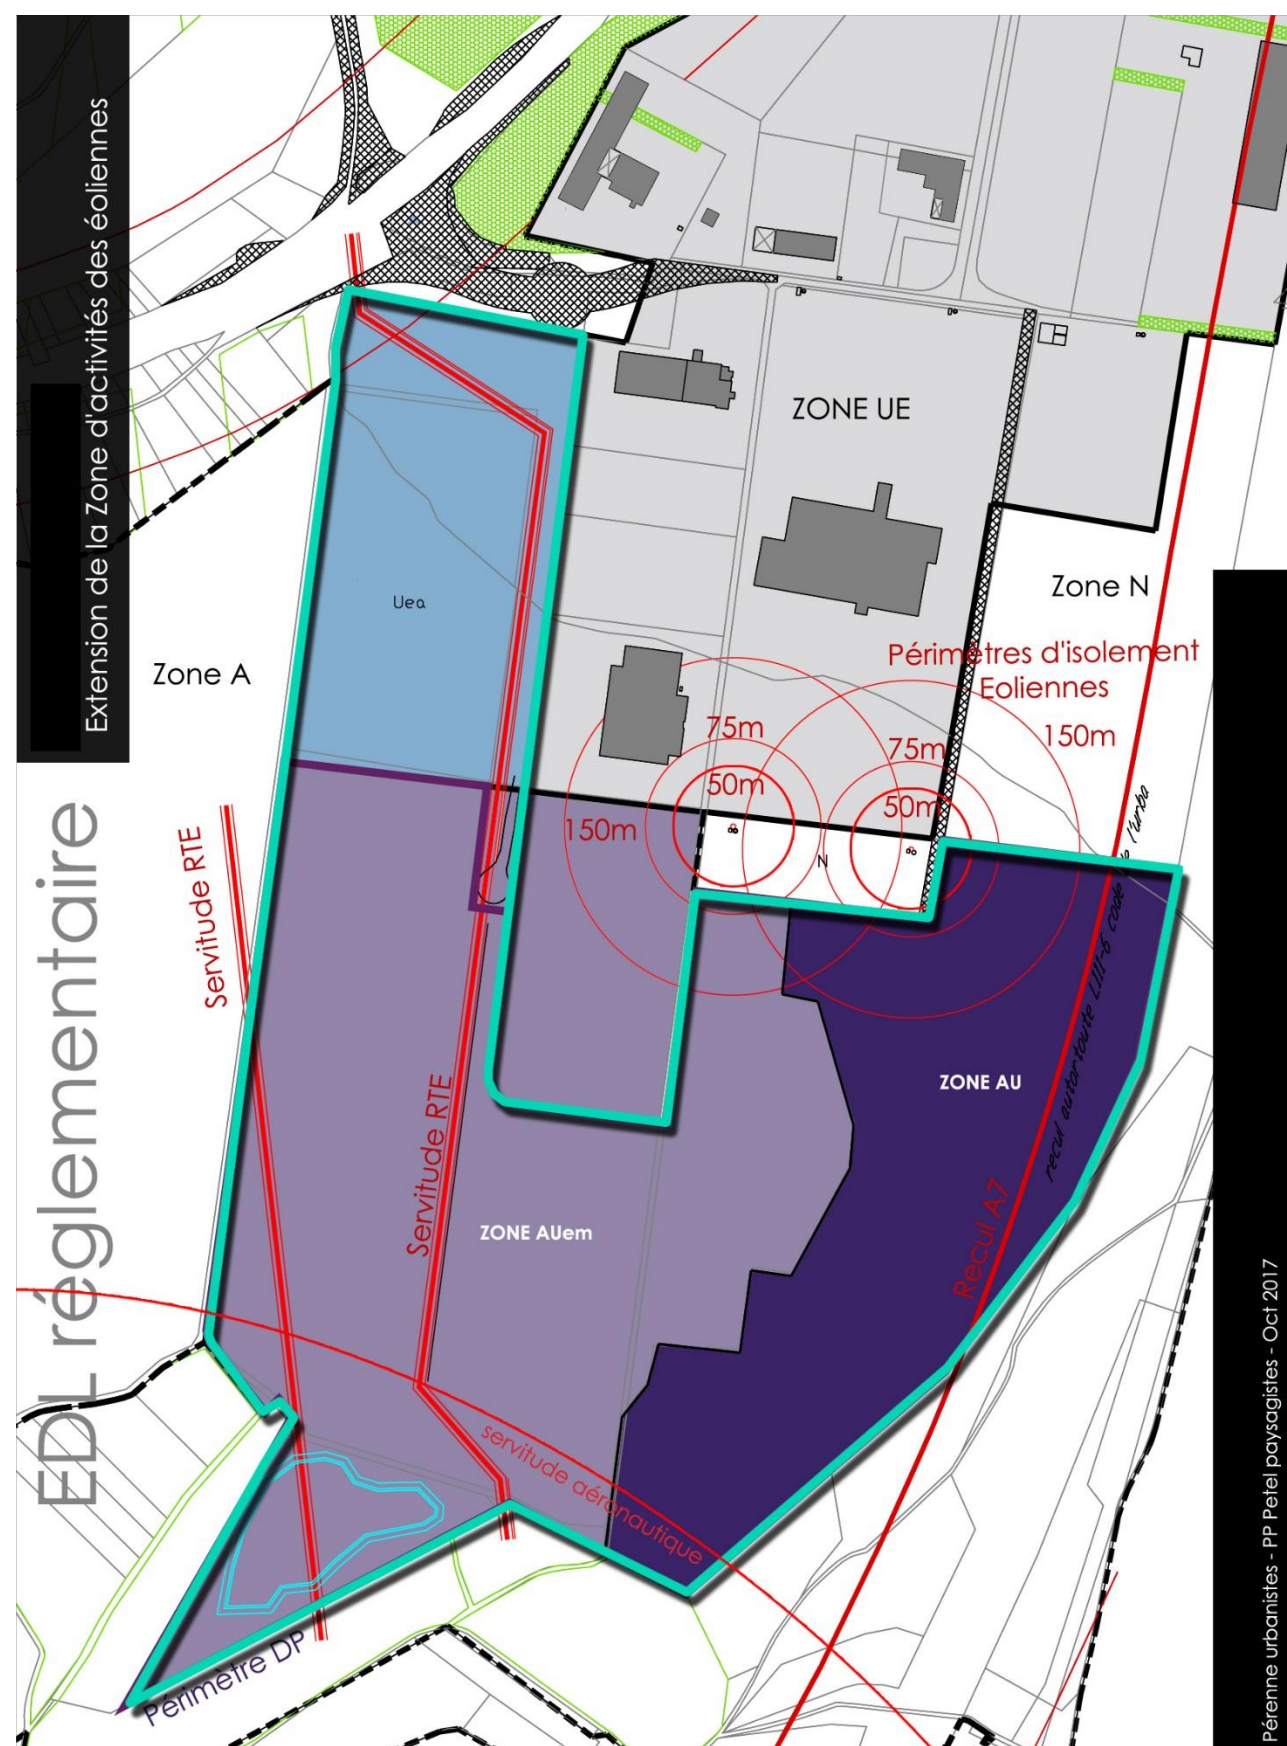 Extension de la Zone d'activités des éoliennes
EDL réglementaire
ZONE UE
Zone N
Uea
Zone A
Périmètres d'isolement
Eoliennes
75m
150m
75m
50m
50m
150m
N
Servitude RTE
recul autortoute L111-6 code de l'urba
ZONE AU
Servitude RTE
Recul A7
ZONE AUem
servitude aéronautique
Périmètre DP
Pérenne urbanistes - PP Petel paysagistes - Oct 2017